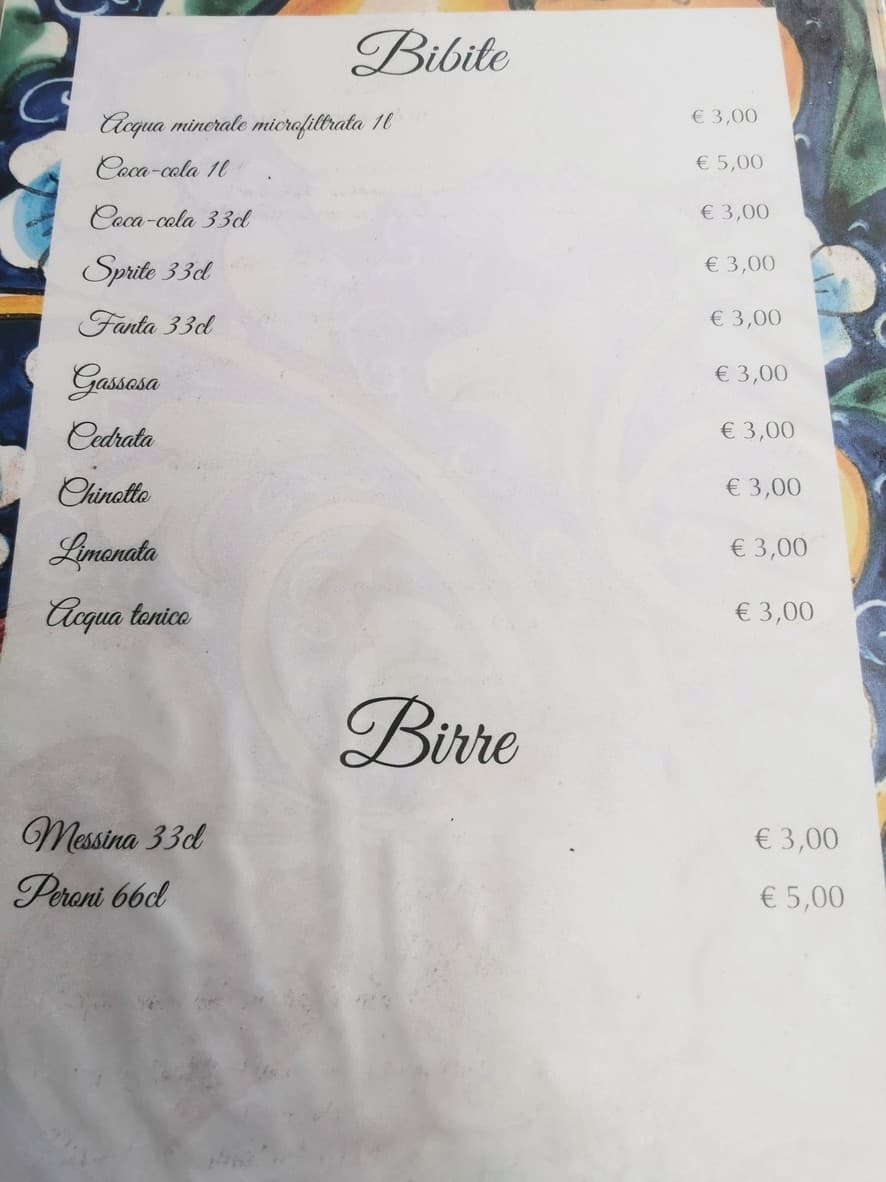 Bibite
Acqua minerale microfiltrata 1l € 3,00
Coca-cola 1l € 5,00
Coca-cola 33cl € 3,00
Sprite 33cl € 3,00
Fanta 33cl € 3,00
Gassosa € 3,00
Cedrata € 3,00
Chinotto € 3,00
Limonata € 3,00
Acqua tonico € 3,00
Birre
Messina 33cl € 3,00
Peroni 66cl € 5,00